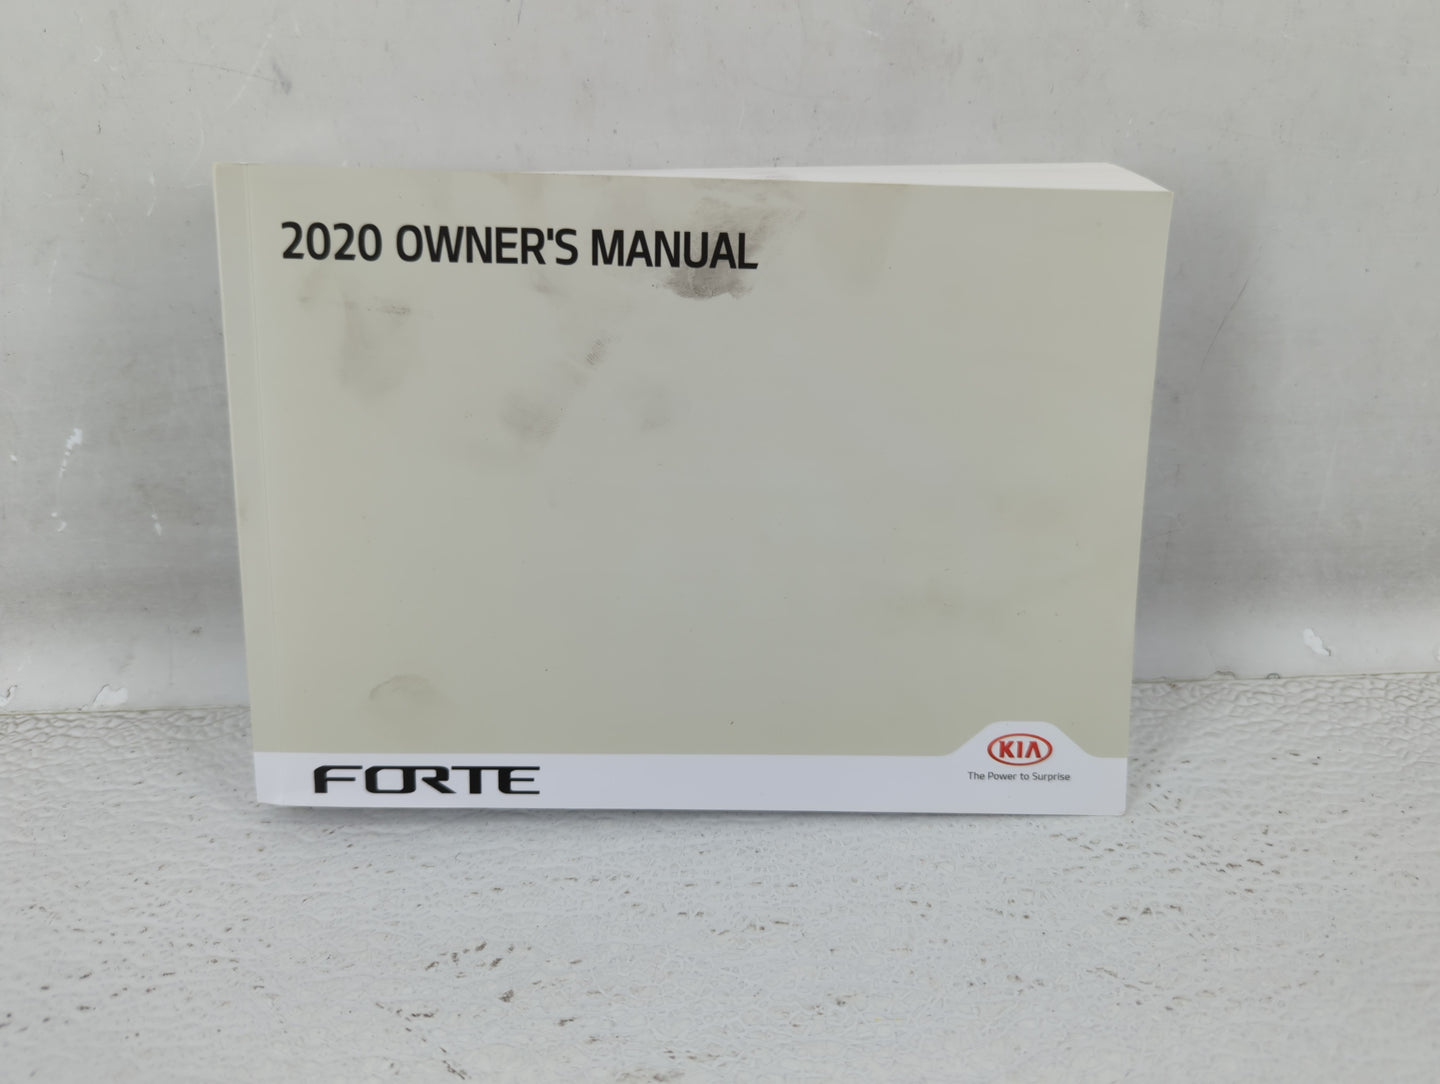 2020 OWNER'S MANUAL
FORTE
KIA
The Power to Surprise